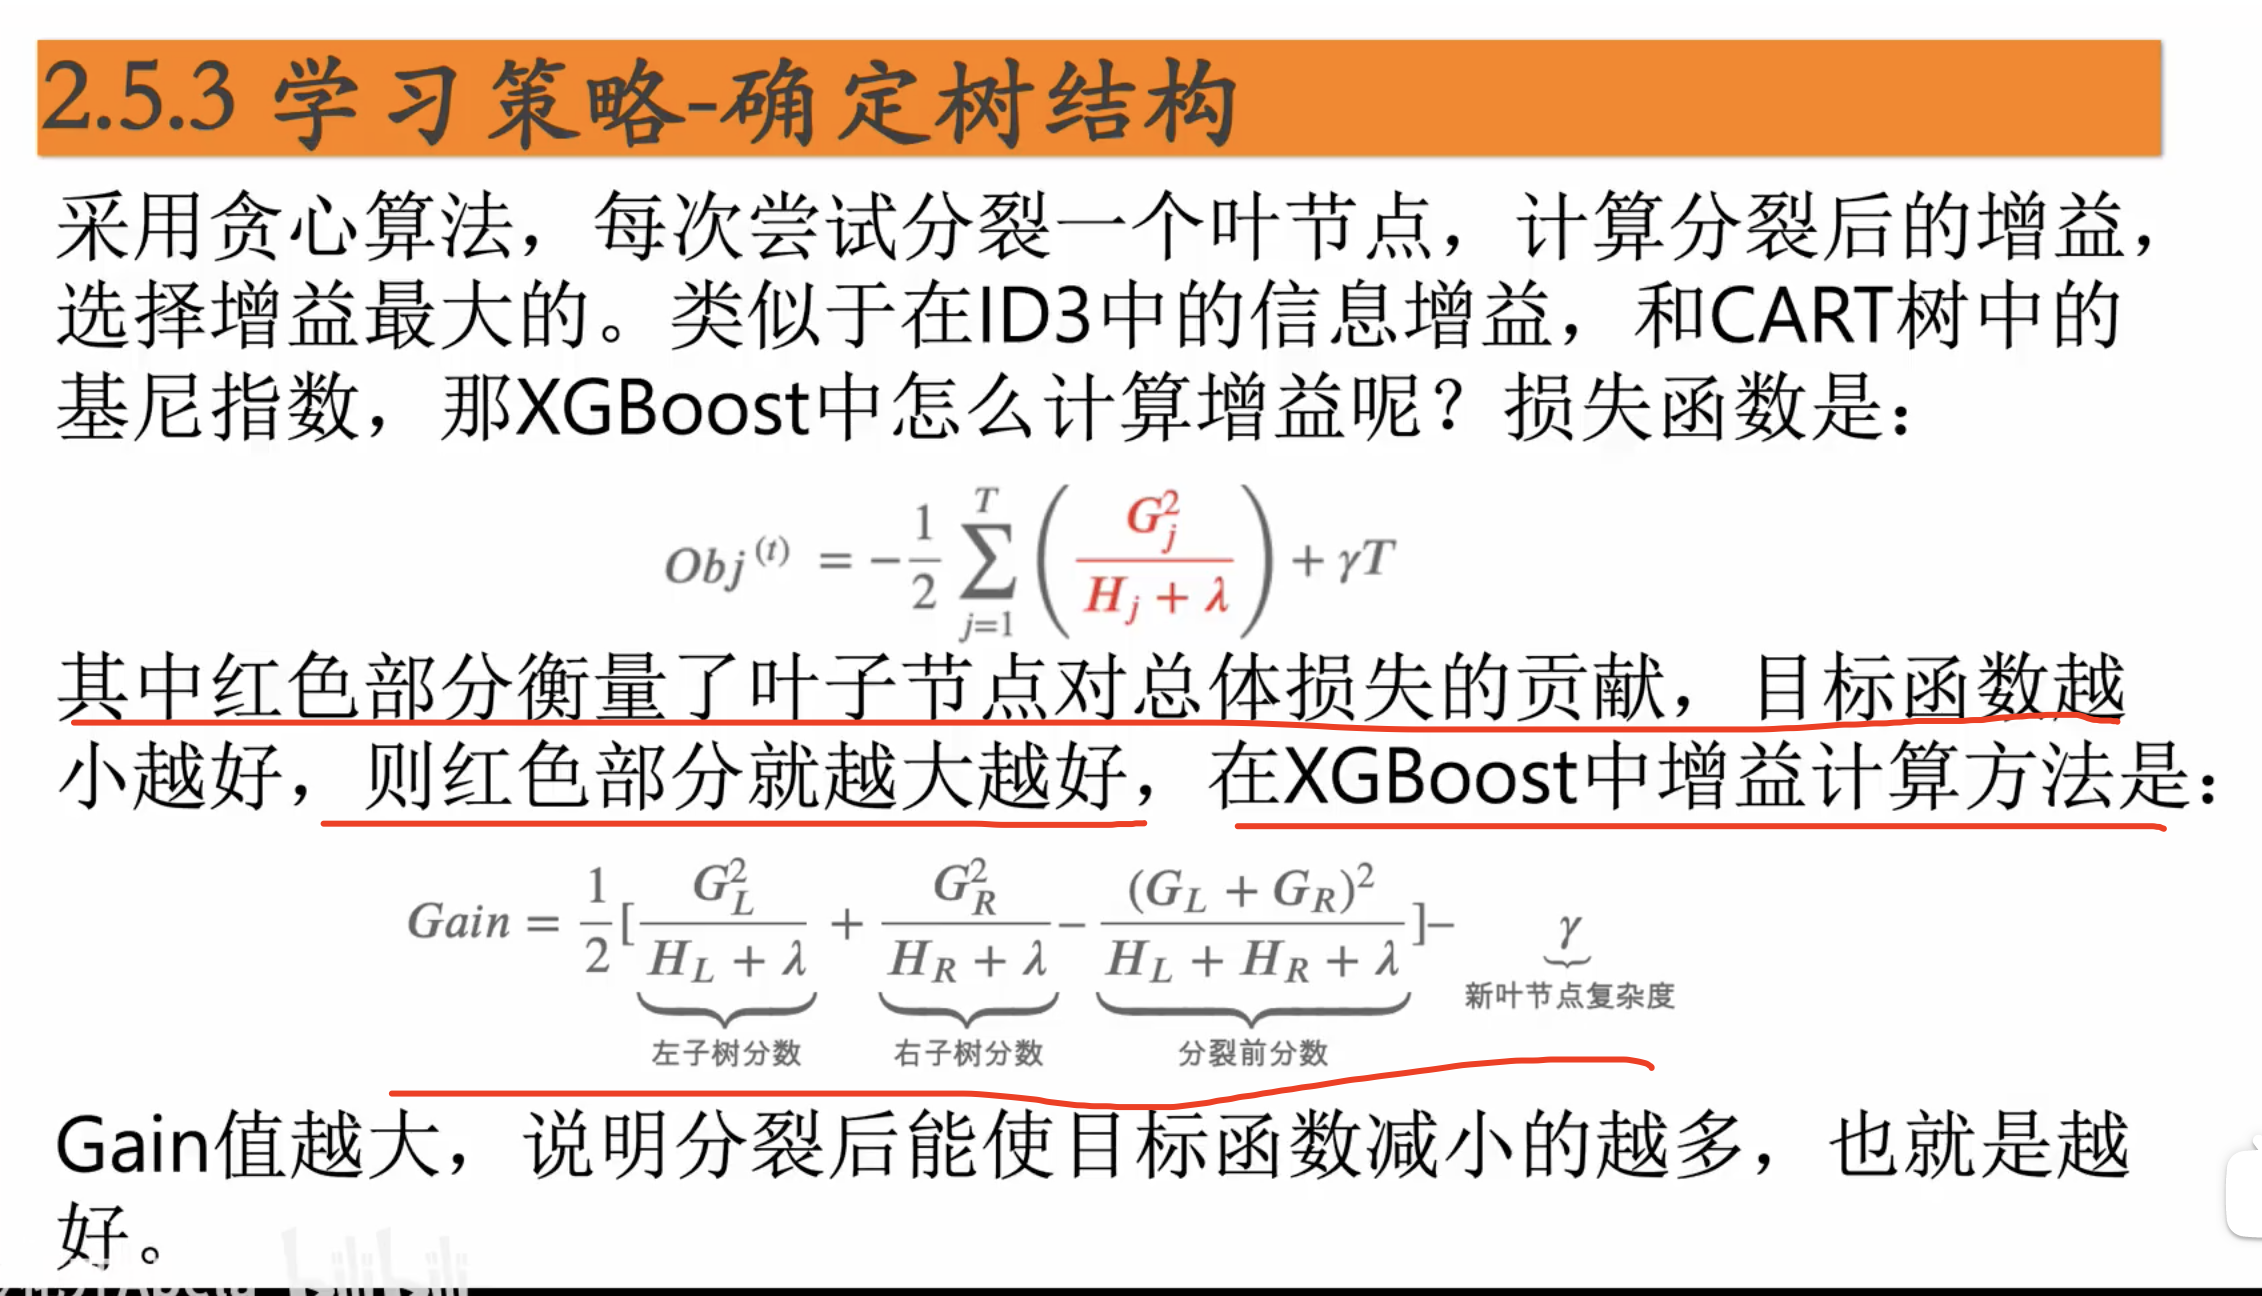 2.5.3 学习策略-确定树结构
采用贪心算法，每次尝试分裂一个叶节点，计算分裂后的增益，
选择增益最大的。类似于在ID3中的信息增益，和CART树中的
基尼指数，那XGBoost中怎么计算增益呢？损失函数是：
Obj^{(t)} = -\frac{1}{2} \sum_{j=1}^{T} \left( \frac{G_j^2}{H_j + λ} \right) + γT
其中红色部分衡量了叶子节点对总体损失的贡献，目标函数越
小越好，则红色部分就越大越好，在XGBoost中增益计算方法是：
Gain = \frac{1}{2} [ \frac{G_L^2}{H_L + λ} + \frac{G_R^2}{H_R + λ} - \frac{(G_L + G_R)^2}{H_L + H_R + λ} ] - γ
新叶节点复杂度
左子树分数 右子树分数 分裂前分数
Gain值越大，说明分裂后能使目标函数减小的越多，也就是越
好。
bilibili